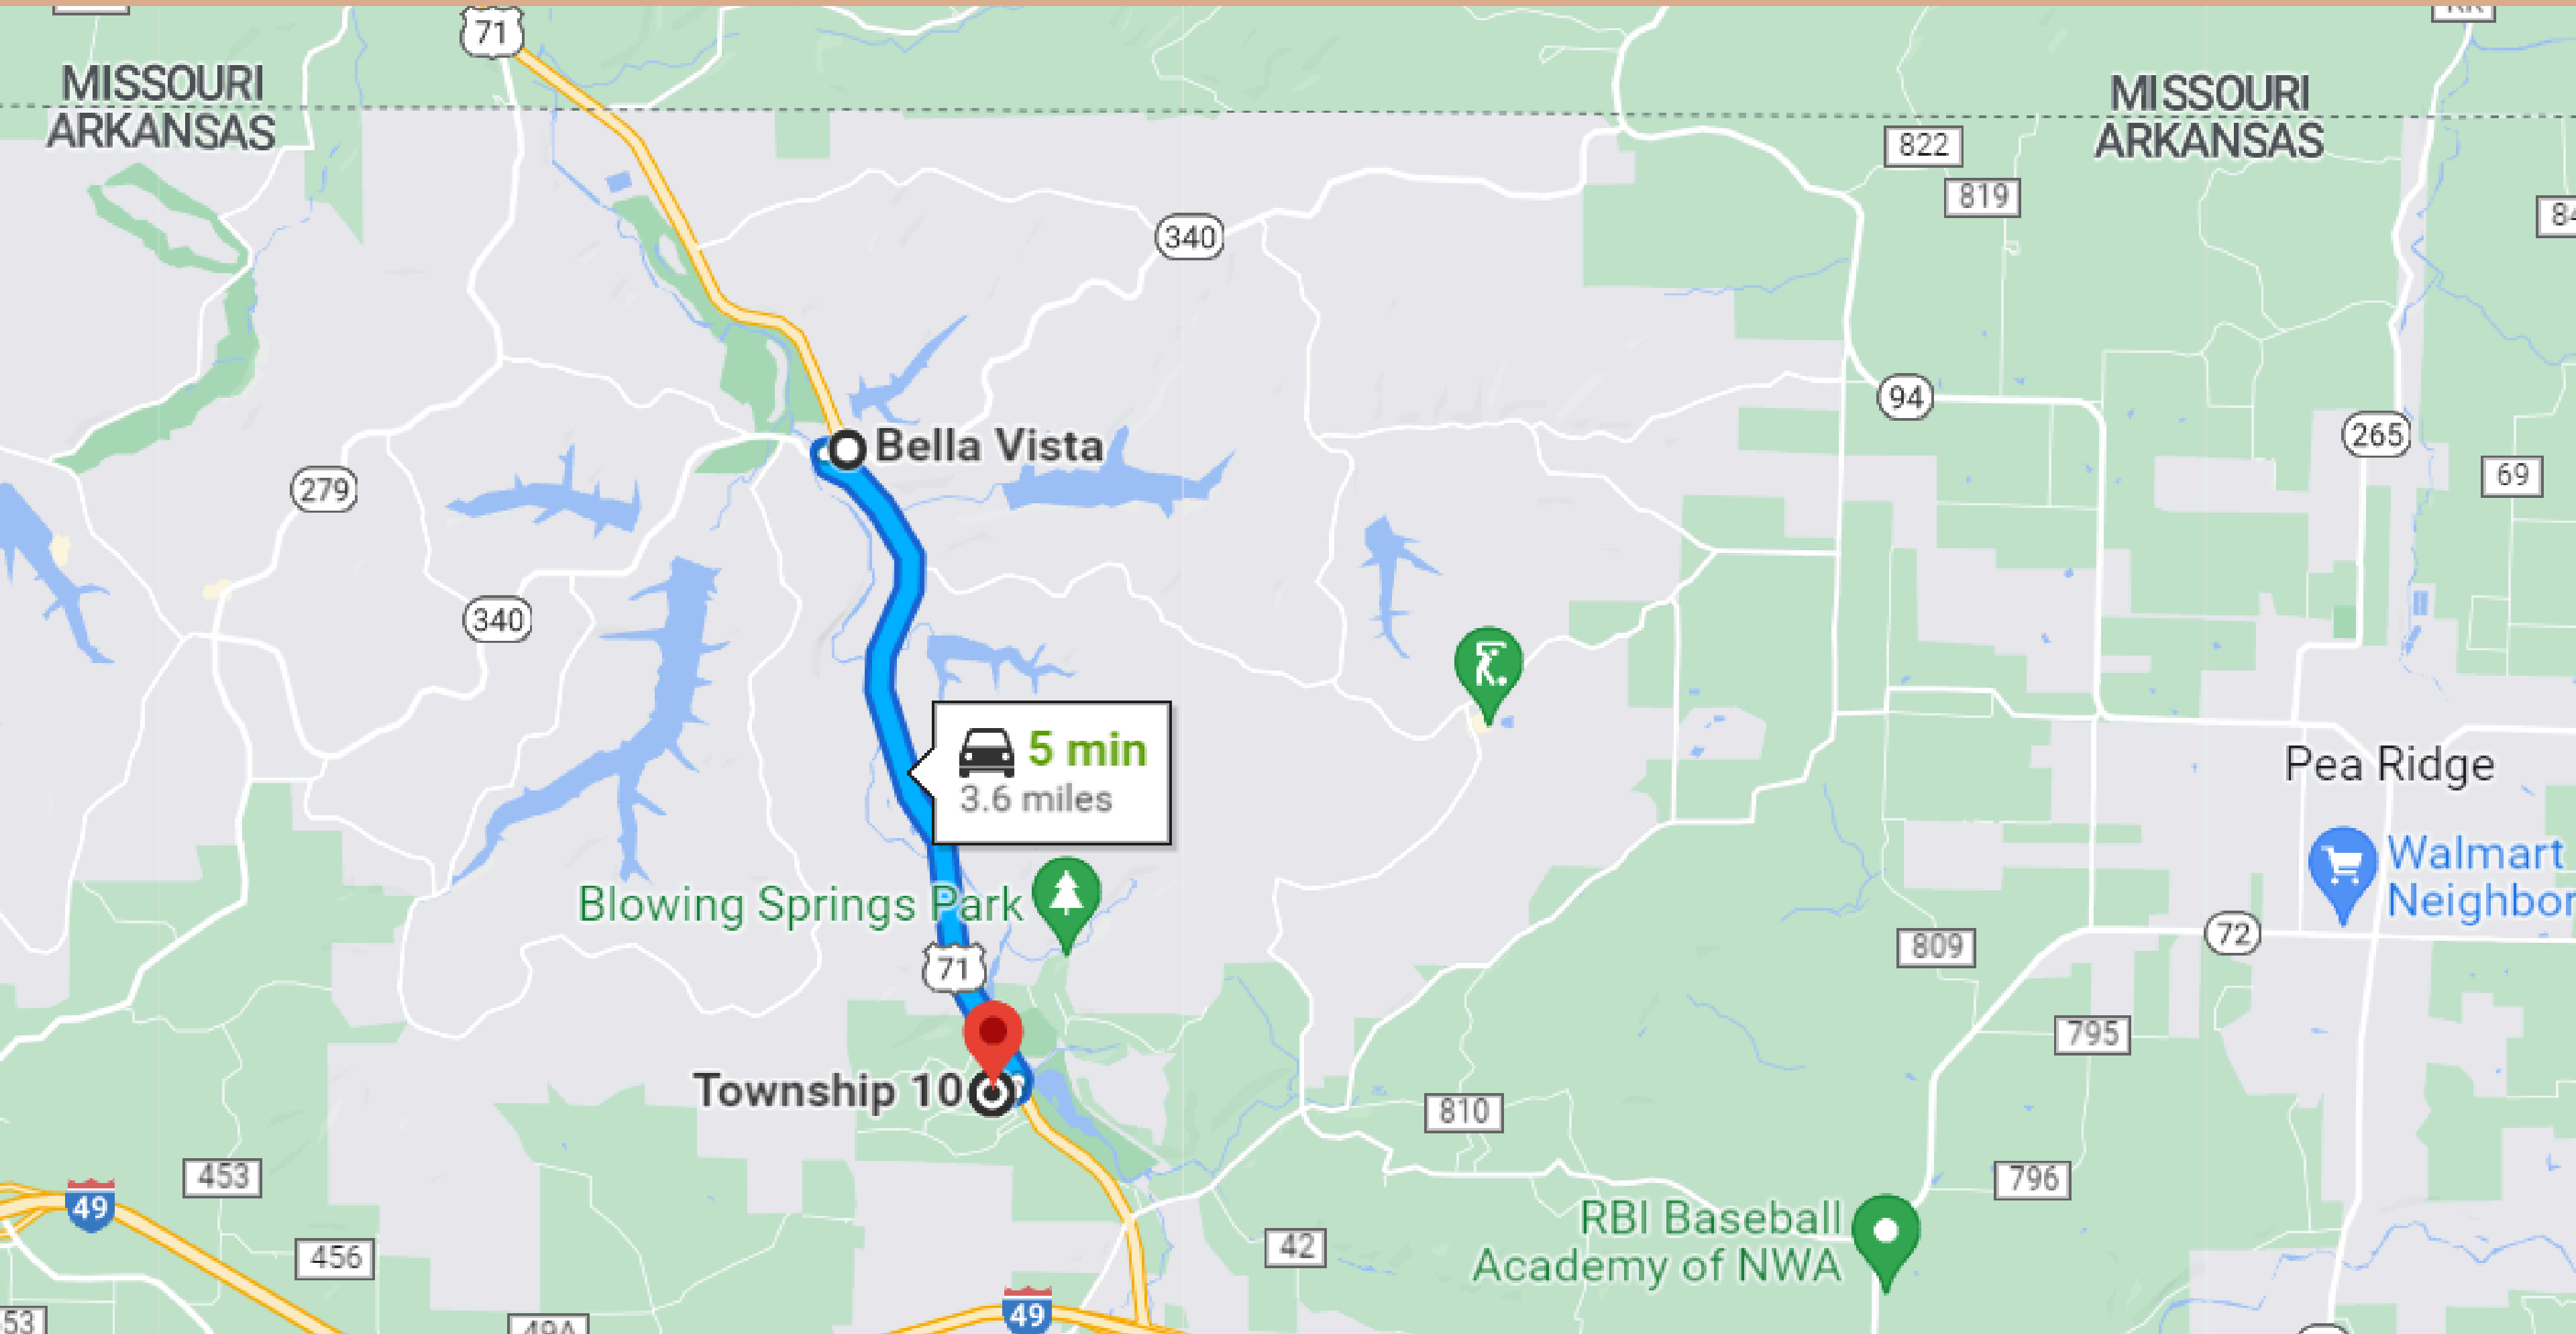 71
MISSOURI
ARKANSAS
MISSOURI
ARKANSAS
822
819
340
94
265
69
Bella Vista
279
340
5 min
3.6 miles
Pea Ridge
Walmart
Neighbor
Blowing Springs Park
72
809
71
795
Township 10
810
453
796
49
RBI Baseball
Academy of NWA
456
42
49
49A